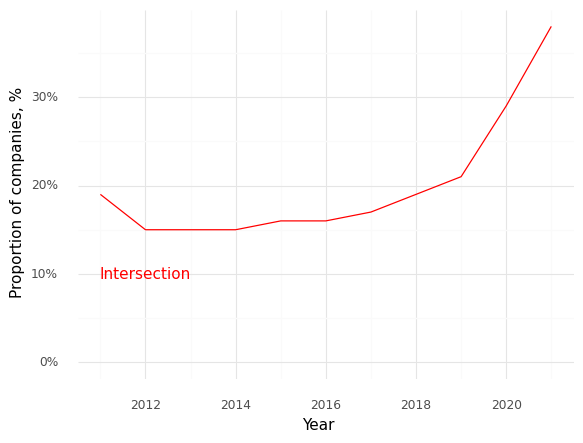 Proportion of companies, %
30%
20%
10%
0%
Intersection
2012 2014 2016 2018 2020
Year